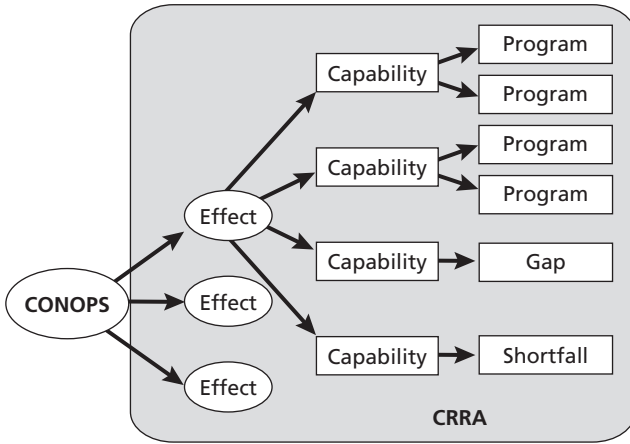 Program
Capability
Program
Program
Capability
Program
Effect
Capability
Gap
CONOPS
Effect
Capability
Shortfall
Effect
CRRA